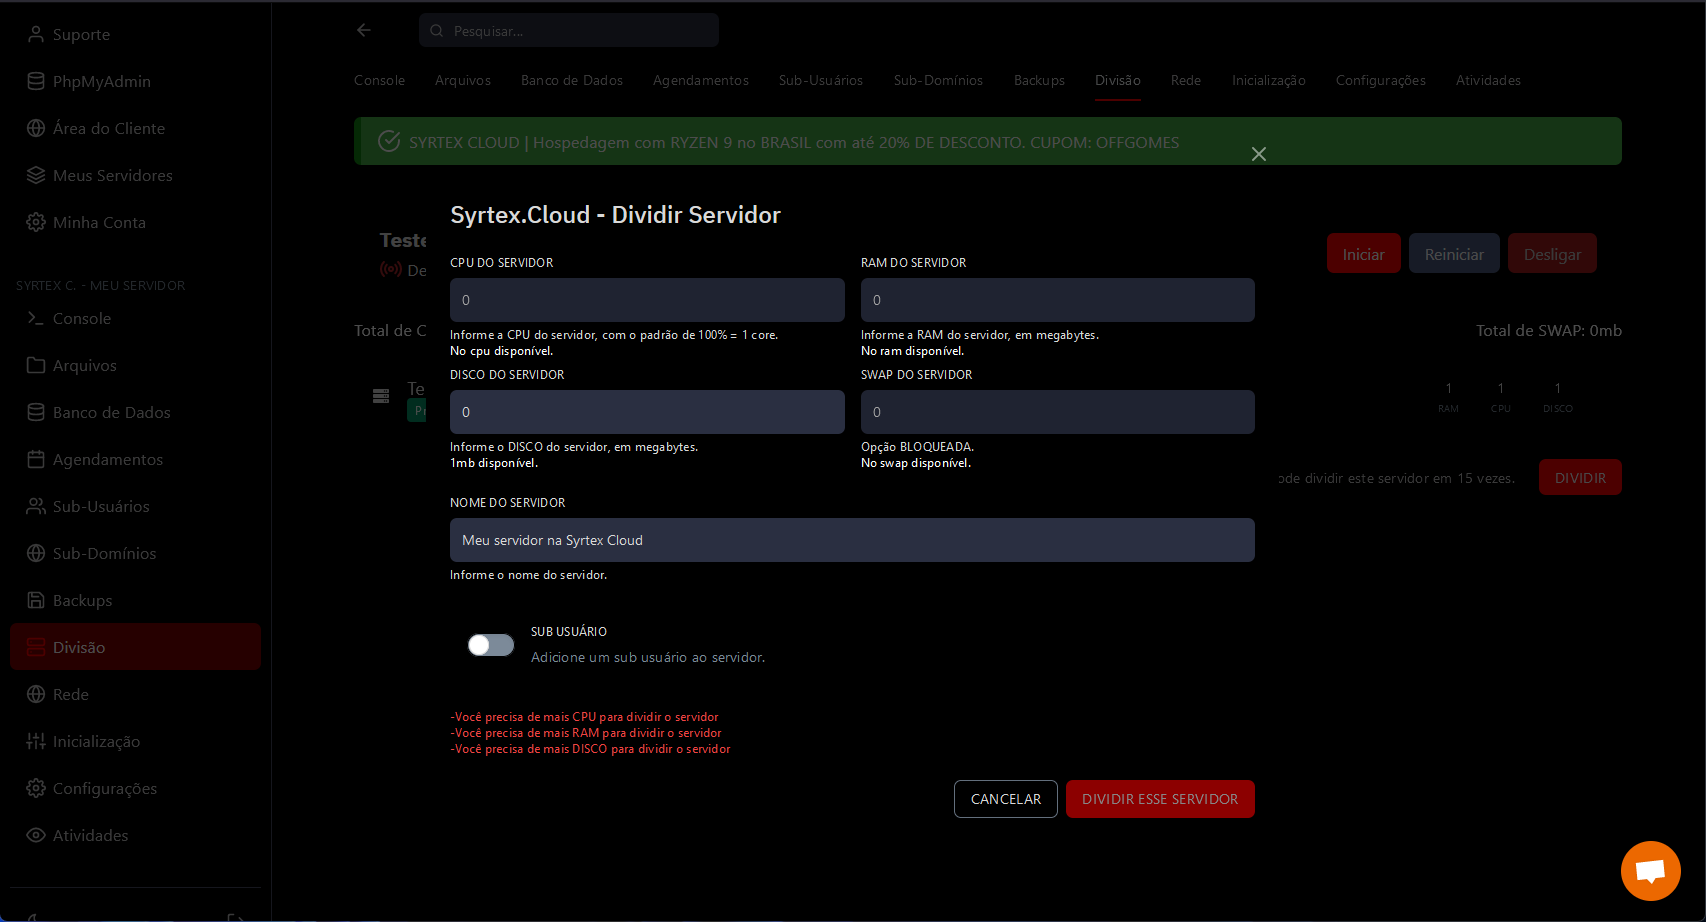 Suporte
PhpMyAdmin
Área do Cliente
Meus Servidores
Minha Conta
SYRTEX C. - MEU SERVIDOR
Console
Arquivos
Banco de Dados
Agendamentos
Sub-Usuários
Sub-Domínios
Backups
Divisão
Rede
Inicialização
Configurações
Atividades
Pesquisar...
Console Arquivos Banco de Dados Agendamentos Sub-Usuários Sub-Domínios Backups Divisão Rede Inicialização Configurações Atividades
SYRTEX CLOUD | Hospedagem com RYZEN 9 no BRASIL com até 20% DE DESCONTO. CUPOM: OFFGOMES
Teste
De
Iniciar Reiniciar Desligar
Total de C
Total de SWAP: 0mb
Te
1 1 1
RAM CPU DISCO
ode dividir este servidor em 15 vezes.
DIVIDIR
Syrtex.Cloud - Dividir Servidor
CPU DO SERVIDOR
0
Informe a CPU do servidor, com o padrão de 100% = 1 core.
No cpu disponível.
RAM DO SERVIDOR
0
Informe a RAM do servidor, em megabytes.
No ram disponível.
DISCO DO SERVIDOR
0
Informe o DISCO do servidor, em megabytes.
1mb disponível.
SWAP DO SERVIDOR
0
Opção BLOQUEADA.
No swap disponível.
NOME DO SERVIDOR
Meu servidor na Syrtex Cloud
Informe o nome do servidor.
SUB USUÁRIO
Adicione um sub usuário ao servidor.
-Você precisa de mais CPU para dividir o servidor
-Você precisa de mais RAM para dividir o servidor
-Você precisa de mais DISCO para dividir o servidor
CANCELAR
DIVIDIR ESSE SERVIDOR